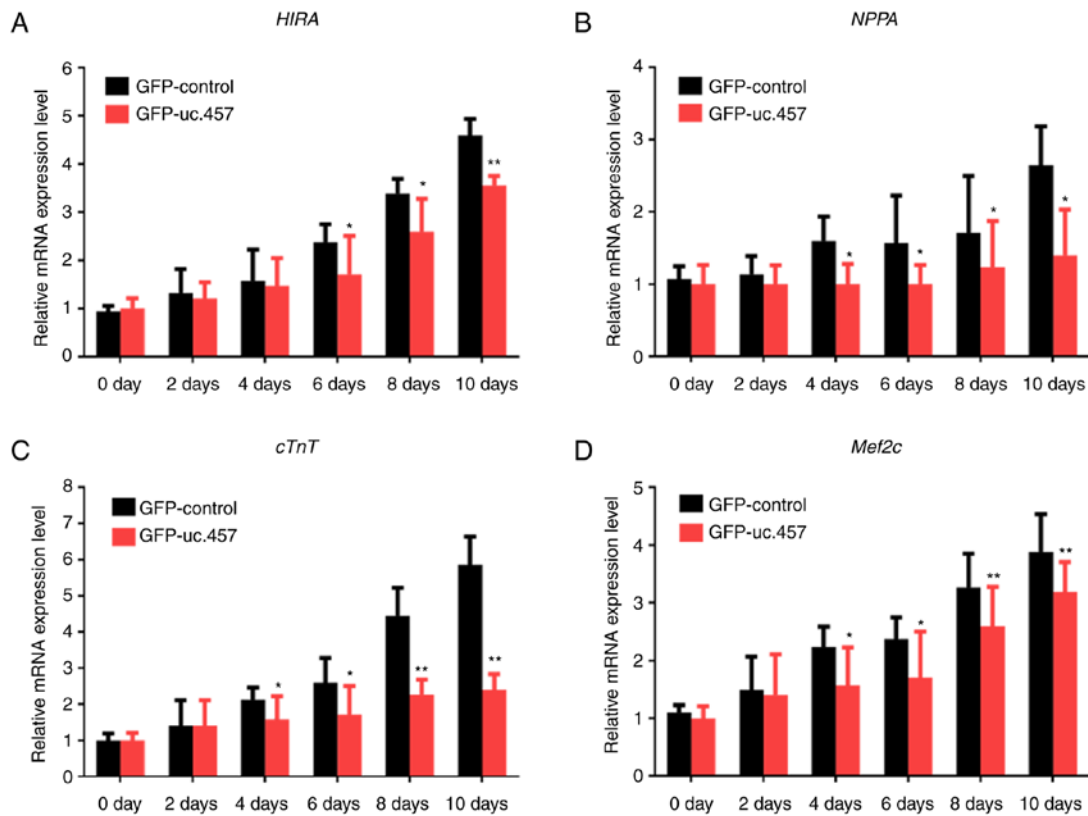 A
HIRA
Relative mRNA expression level
6
5
4
3
2
1
0
GFP-control
GFP-uc.457
*
*
**
0 day 2 days 4 days 6 days 8 days 10 days
B
NPPA
Relative mRNA expression level
4
3
2
1
0
GFP-control
GFP-uc.457
*
*
*
*
0 day 2 days 4 days 6 days 8 days 10 days
C
cTnT
Relative mRNA expression level
8
7
6
5
4
3
2
1
0
GFP-control
GFP-uc.457
*
*
**
**
0 day 2 days 4 days 6 days 8 days 10 days
D
Mef2c
Relative mRNA expression level
5
4
3
2
1
0
GFP-control
GFP-uc.457
*
*
**
**
0 day 2 days 4 days 6 days 8 days 10 days